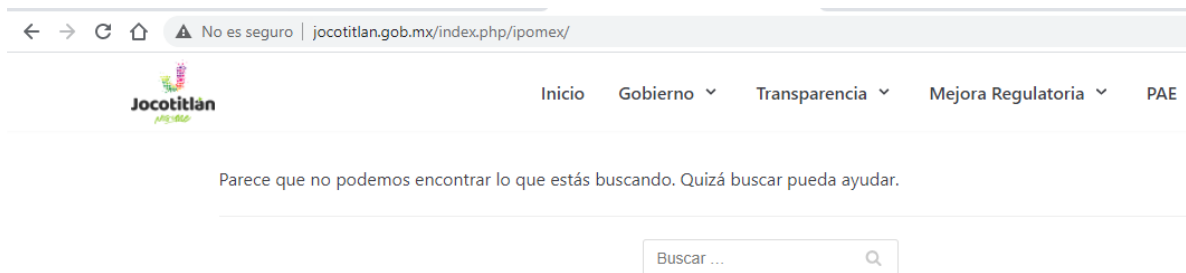 No es seguro | jocotitlan.gob.mx/index.php/ipomex/
Jocotitlán
Inicio Gobierno Transparencia Mejora Regulatoria PAE
Parece que no podemos encontrar lo que estás buscando. Quizá buscar pueda ayudar.
Buscar ...